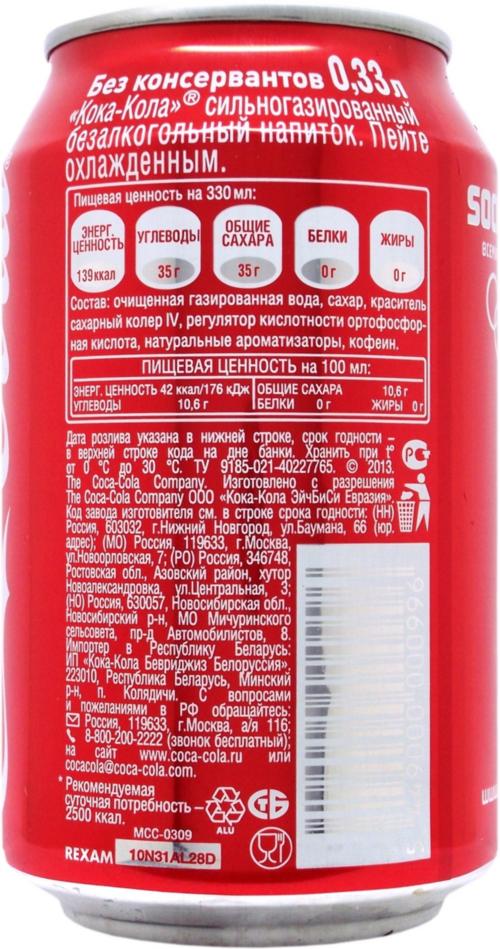 Без консервантов 0,33л
«Кока-Кола»® сильногазированный
безалкогольный напиток. Пейте
охлажденным.
Пищевая ценность на 330 мл:
ЭНЕРГ. ЦЕННОСТЬ 139ккал
УГЛЕВОДЫ 35 г
ОБЩИЕ САХАРА 35 г
БЕЛКИ 0 г
ЖИРЫ 0 г
Состав: очищенная газированная вода, сахар, краситель
сахарный колер IV, регулятор кислотности ортофосфор-
ная кислота, натуральные ароматизаторы, кофеин.
ПИЩЕВАЯ ЦЕННОСТЬ на 100 мл:
ЭНЕРГ. ЦЕННОСТЬ 42 ккал/176 кДж ОБЩИЕ САХАРА 10,6 г
УГЛЕВОДЫ 10,6 г БЕЛКИ 0 г ЖИРЫ 0 г
Дата розлива указана в нижней строке, срок годности –
в верхней строке кода на дне банки. Хранить при t°
от 0 °С до 30 °С. ТУ 9185-021-40227765. © 2013.
The Coca-Cola Company. Изготовлено с разрешения
The Coca-Cola Company ООО «Кока-Кола ЭйчБиСи Евразия».
Код завода изготовителя см. в строке срока годности: (НН)
Россия, 603032, г.Нижний Новгород, ул.Баумана, 66 (юр.
адрес); (МО) Россия, 119633, г.Москва,
ул.Новоорловская, 7; (РО) Россия, 346748,
Ростовская обл., Азовский район, хутор
Новоалександровка, ул.Центральная, 3;
(НО) Россия, 630057, Новосибирская обл.,
Новосибирский р-н, МО Мичуринского
сельсовета, пр-д Автомобилистов, 8.
Импортер в Республику Беларусь:
ИП «Кока-Кола Бевриджиз Белоруссия»,
223010, Республика Беларусь, Минский
р-н, п. Колядичи. С вопросами
и пожеланиями в РФ обращайтесь:
Россия, 119633, г.Москва, а/я 116;
8-800-200-2222 (звонок бесплатный);
на сайт www.coca-cola.ru или
cocacola@coca-cola.com.
* Рекомендуемая
суточная потребность –
2500 ккал.
ALU
MCC-0309
REXAM 10N31AL28D